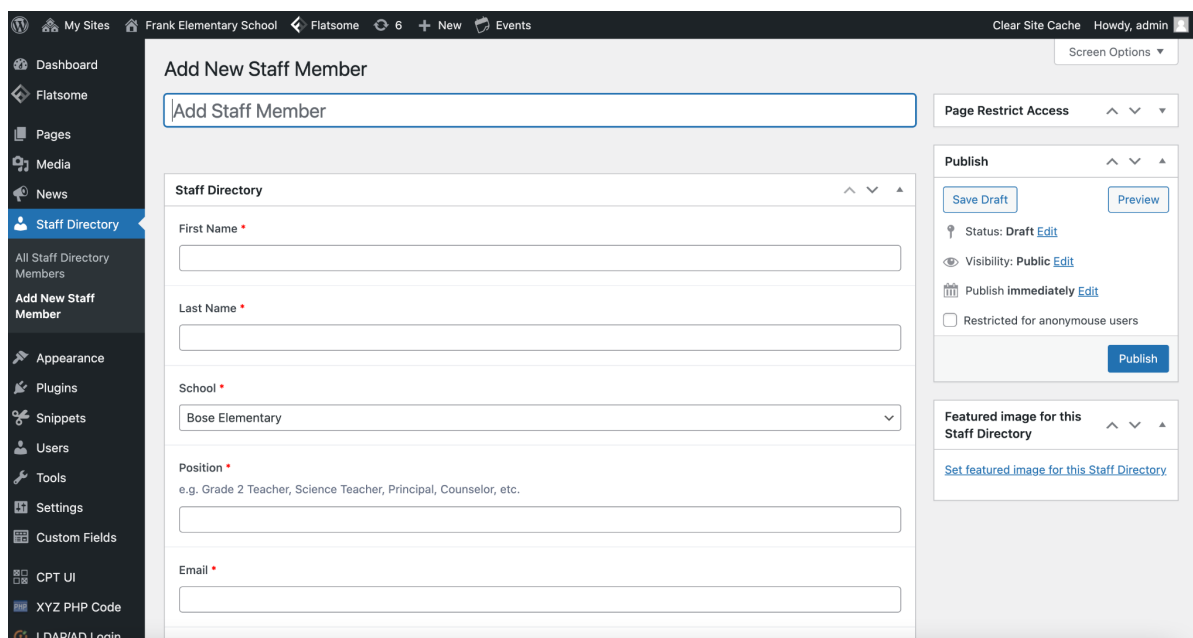 My Sites Frank Elementary School Flatsome 6 New Events Clear Site Cache Howdy, admin
Screen Options
Dashboard
Flatsome
Pages
Media
News
Staff Directory
All Staff Directory
Members
Add New Staff
Member
Appearance
Plugins
Snippets
Users
Tools
Settings
Custom Fields
CPT UI
PHP XYZ PHP Code
LDAP/AD Login
Add New Staff Member
Add Staff Member
Staff Directory
First Name *
Last Name *
School *
Bose Elementary
Position *
e.g. Grade 2 Teacher, Science Teacher, Principal, Counselor, etc.
Email *
Page Restrict Access
Publish
Save Draft Preview
Status: Draft Edit
Visibility: Public Edit
Publish immediately Edit
Restricted for anonymouse users
Publish
Featured image for this
Staff Directory
Set featured image for this Staff Directory